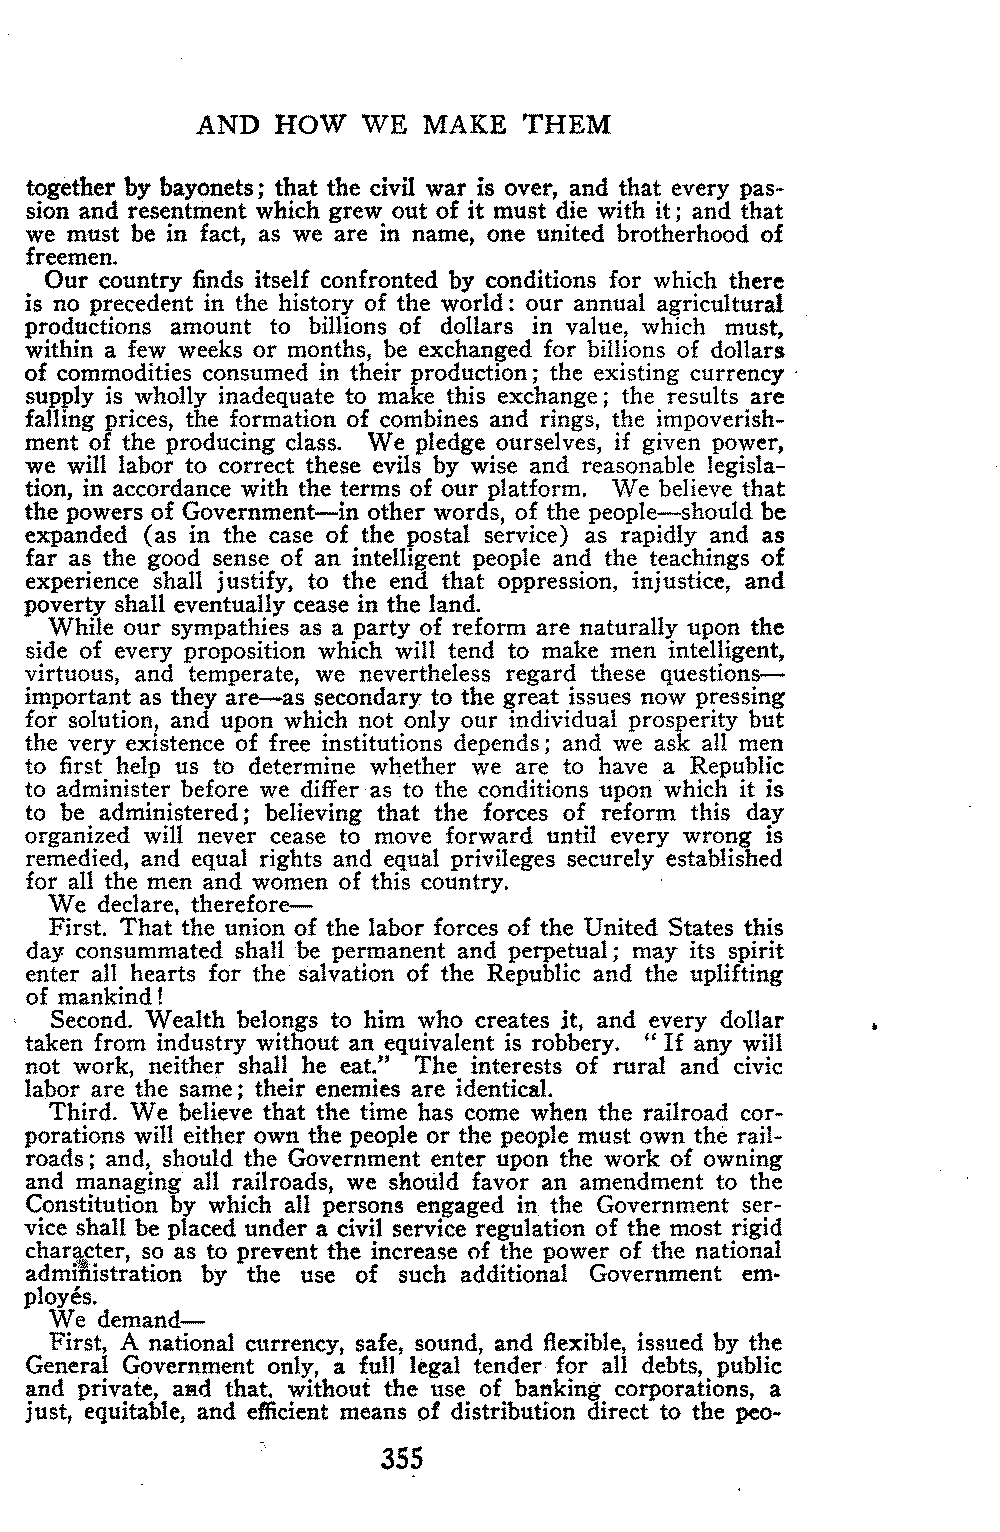 AND HOW WE MAKE THEM
together by bayonets; that the civil war is over, and that every pas-
sion and resentment which grew out of it must die with it; and that
we must be in fact, as we are in name, one united brotherhood of
freemen.
Our country finds itself confronted by conditions for which there
is no precedent in the history of the world: our annual agricultural
productions amount to billions of dollars in value, which must,
within a few weeks or months, be exchanged for billions of dollars
of commodities consumed in their production; the existing currency
supply is wholly inadequate to make this exchange; the results are
falling prices, the formation of combines and rings, the impoverish-
ment of the producing class. We pledge ourselves, if given power,
we will labor to correct these evils by wise and reasonable legisla-
tion, in accordance with the terms of our platform. We believe that
the powers of Government—in other words, of the people—should be
expanded (as in the case of the postal service) as rapidly and as
far as the good sense of an intelligent people and the teachings of
experience shall justify, to the end that oppression, injustice, and
poverty shall eventually cease in the land.
While our sympathies as a party of reform are naturally upon the
side of every proposition which will tend to make men intelligent,
virtuous, and temperate, we nevertheless regard these questions—
important as they are—as secondary to the great issues now pressing
for solution, and upon which not only our individual prosperity but
the very existence of free institutions depends; and we ask all men
to first help us to determine whether we are to have a Republic
to administer before we differ as to the conditions upon which it is
to be administered; believing that the forces of reform this day
organized will never cease to move forward until every wrong is
remedied, and equal rights and equal privileges securely established
for all the men and women of this country.
We declare, therefore—
First. That the union of the labor forces of the United States this
day consummated shall be permanent and perpetual; may its spirit
enter all hearts for the salvation of the Republic and the uplifting
of mankind!
Second. Wealth belongs to him who creates it, and every dollar
taken from industry without an equivalent is robbery. "If any will
not work, neither shall he eat." The interests of rural and civic
labor are the same; their enemies are identical.
Third. We believe that the time has come when the railroad cor-
porations will either own the people or the people must own the rail-
roads; and, should the Government enter upon the work of owning
and managing all railroads, we should favor an amendment to the
Constitution by which all persons engaged in the Government ser-
vice shall be placed under a civil service regulation of the most rigid
character, so as to prevent the increase of the power of the national
administration by the use of such additional Government em-
ployés.
We demand—
First, A national currency, safe, sound, and flexible, issued by the
General Government only, a full legal tender for all debts, public
and private, and that, without the use of banking corporations, a
just, equitable, and efficient means of distribution direct to the peo-
355